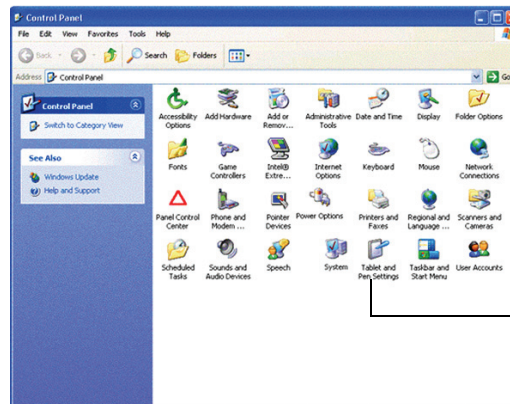 Control Panel
File Edit View Favorites Tools Help
Back Search Folders
Address Control Panel Go
Control Panel
Switch to Category View
See Also
Windows Update
Help and Support
Accessibility Options
Add Hardware
Add or Remov...
Administrative Tools
Date and Time
Display
Folder Options
Fonts
Game Controllers
Intel® Extre...
Internet Options
Keyboard
Mouse
Network Connections
Panel Control Center
Phone and Modem ...
Pointer Devices
Power Options
Printers and Faxes
Regional and Language ...
Scanners and Cameras
Scheduled Tasks
Sounds and Audio Devices
Speech
System
Tablet and Pen Settings
Taskbar and Start Menu
User Accounts